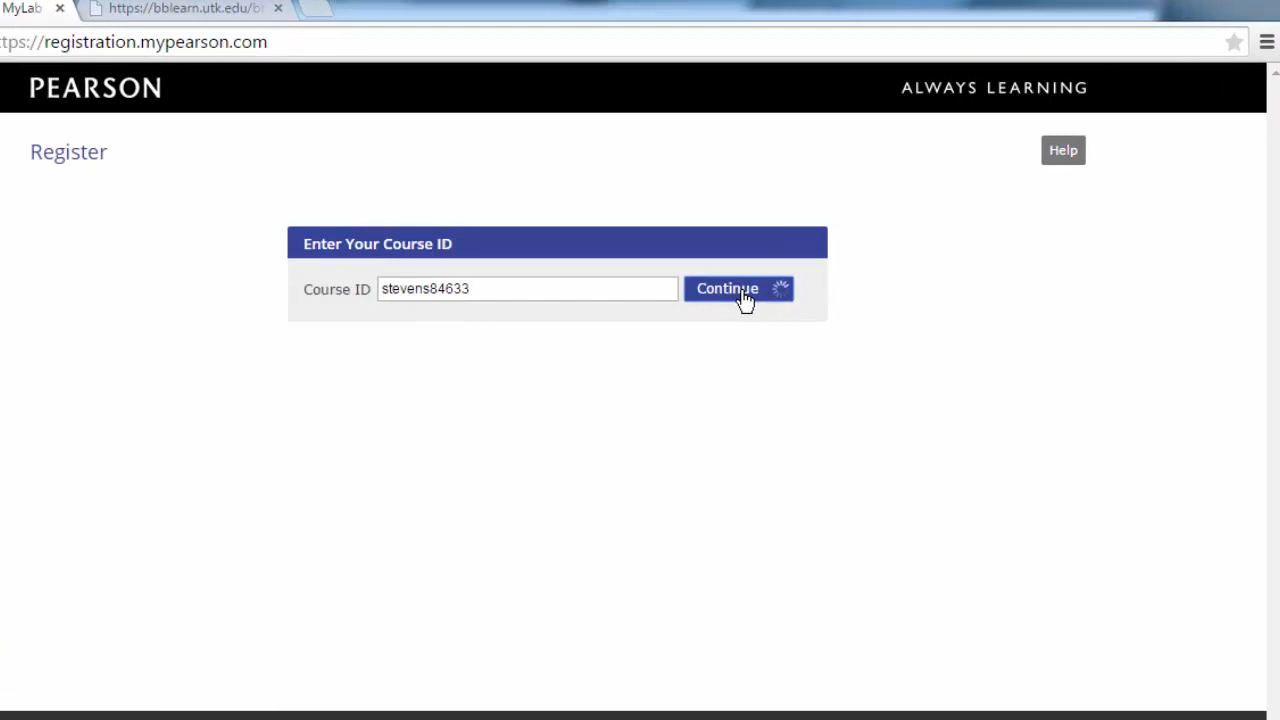 MyLab
https://bblearn.utk.edu/bl
tps://registration.mypearson.com
PEARSON
ALWAYS LEARNING
Register
Help
Enter Your Course ID
Course ID stevens84633 Continue